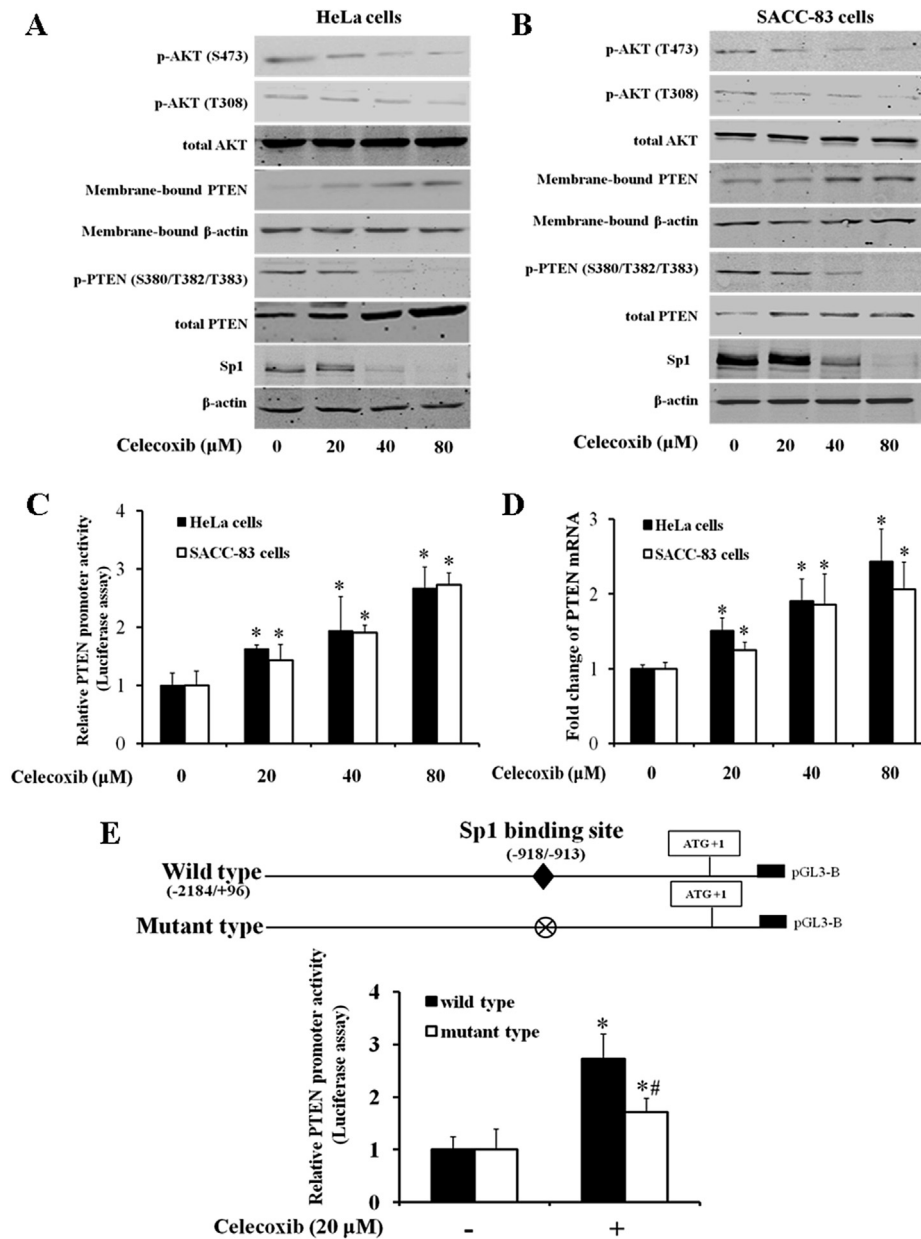 A
HeLa cells
p-AKT (S473)
p-AKT (T308)
total AKT
Membrane-bound PTEN
Membrane-bound β-actin
p-PTEN (S380/T382/T383)
total PTEN
Sp1
β-actin
Celecoxib (μM) 0 20 40 80
B
SACC-83 cells
p-AKT (T473)
p-AKT (T308)
total AKT
Membrane-bound PTEN
Membrane-bound β-actin
p-PTEN (S380/T382/T383)
total PTEN
Sp1
β-actin
Celecoxib (μM) 0 20 40 80
C
Relative PTEN promoter activity
(Luciferase assay)
4
3
2
1
0
HeLa cells
SACC-83 cells
* * * * * *
Celecoxib (μM) 0 20 40 80
D
Fold change of PTEN mRNA
3
2
1
0
HeLa cells
SACC-83 cells
* * * * * *
Celecoxib (μM) 0 20 40 80
E
Sp1 binding site
(-918/-913)
ATG+1
Wild type
(-2184/+96)
pGL3-B
ATG+1
Mutant type
pGL3-B
Relative PTEN promoter activity
(Luciferase assay)
4
3
2
1
0
wild type
mutant type
*
*#
Celecoxib (20 μM) - +